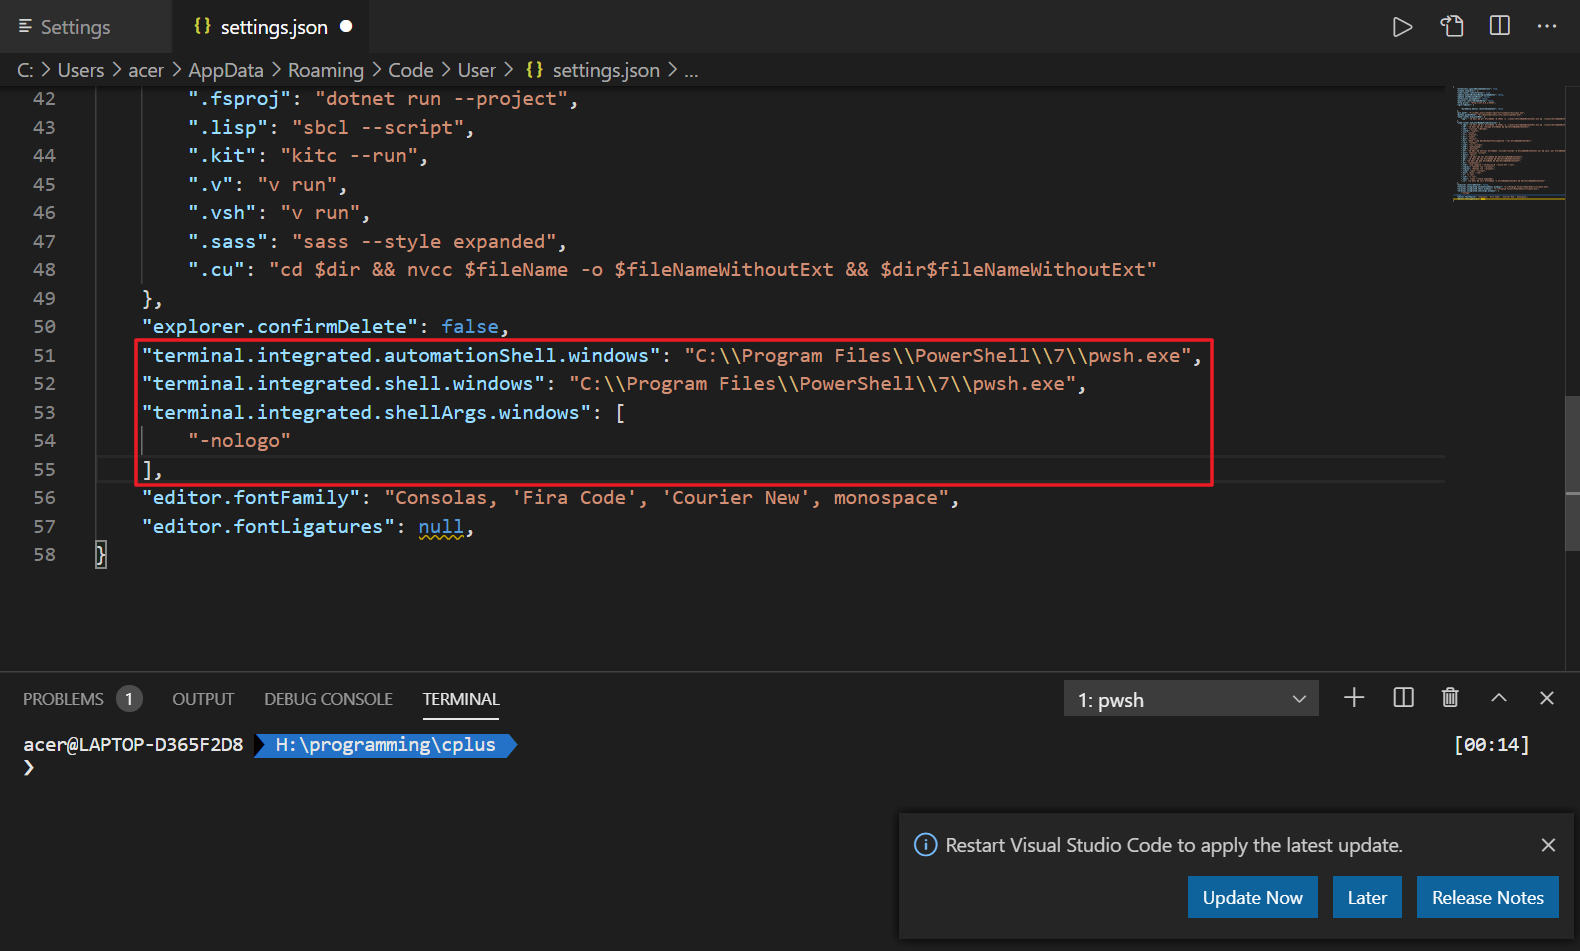 Settings
settings.json
C: > Users > acer > AppData > Roaming > Code > User > {} settings.json > ...
42 ".fsproj": "dotnet run --project",
43 ".lisp": "sbcl --script",
44 ".kit": "kitc --run",
45 ".v": "v run",
46 ".vsh": "v run",
47 ".sass": "sass --style expanded",
48 ".cu": "cd $dir && nvcc $fileName -o $fileNameWithoutExt && $dir$fileNameWithoutExt"
49 },
50 "explorer.confirmDelete": false,
51 "terminal.integrated.automationShell.windows": "C:\\Program Files\\PowerShell\\7\\pwsh.exe",
52 "terminal.integrated.shell.windows": "C:\\Program Files\\PowerShell\\7\\pwsh.exe",
53 "terminal.integrated.shellArgs.windows": [
54 "-nologo"
55 ],
56 "editor.fontFamily": "Consolas, 'Fira Code', 'Courier New', monospace",
57 "editor.fontLigatures": null,
58 }
PROBLEMS 1 OUTPUT DEBUG CONSOLE TERMINAL 1: pwsh
acer@LAPTOP-D365F2D8 H:\programming\cplus [00:14]
❯
Restart Visual Studio Code to apply the latest update.
Update Now Later Release Notes